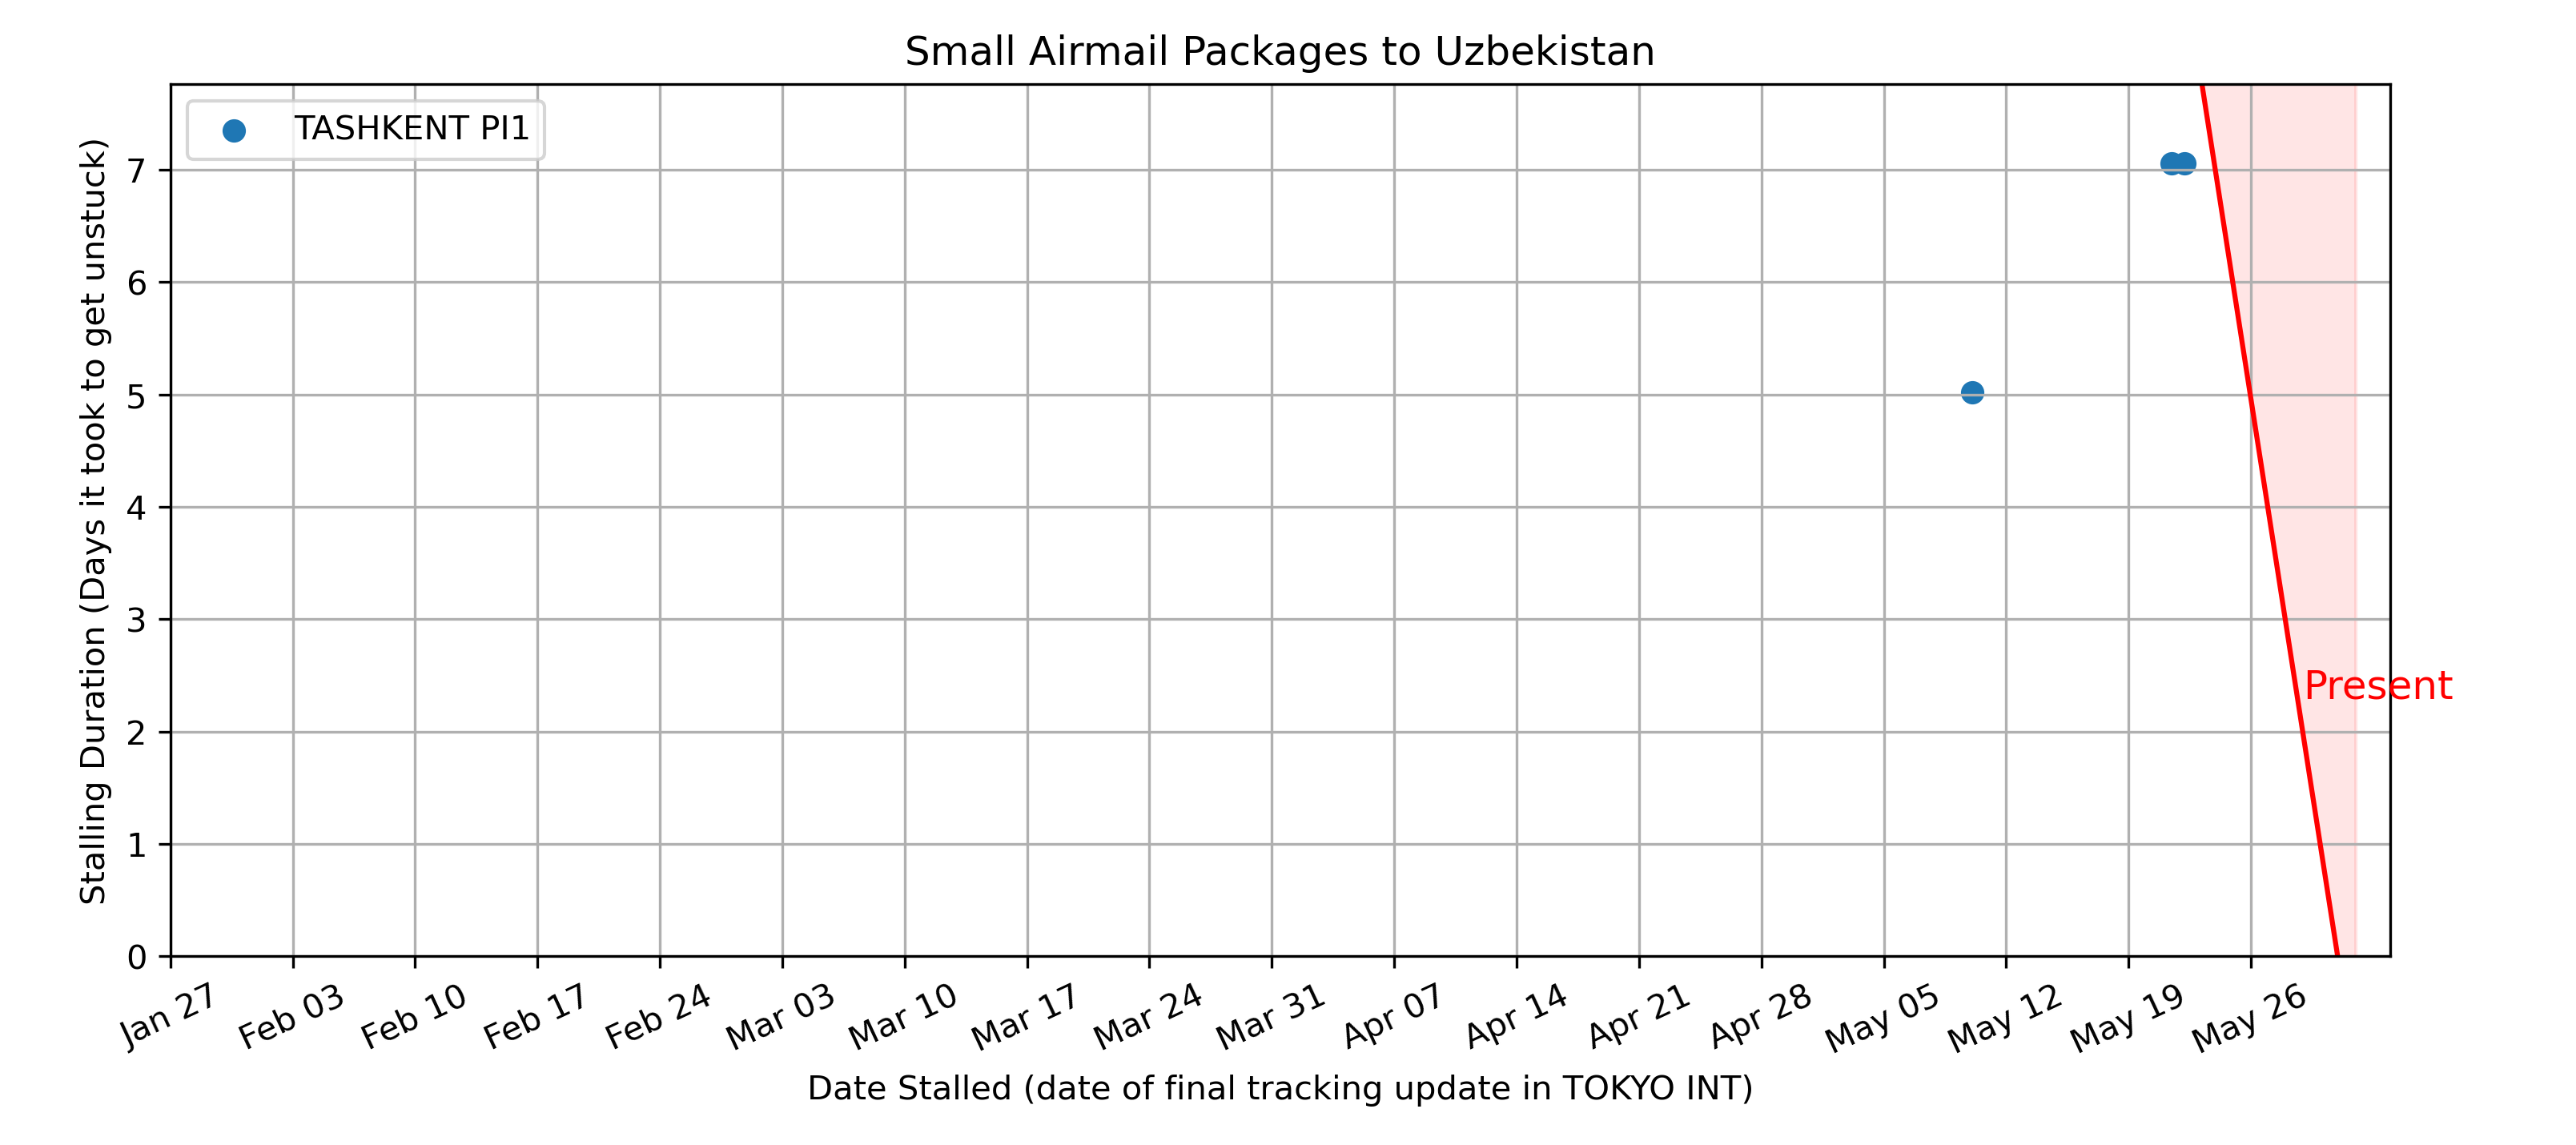 Small Airmail Packages to Uzbekistan
TASHKENT PI1
Stalling Duration (Days it took to get unstuck)
7
6
5
4
3
2
1
0
Present
Jan 27
Feb 03
Feb 10
Feb 17
Feb 24
Mar 03
Mar 10
Mar 17
Mar 24
Mar 31
Apr 07
Apr 14
Apr 21
Apr 28
May 05
May 12
May 19
May 26
Date Stalled (date of final tracking update in TOKYO INT)